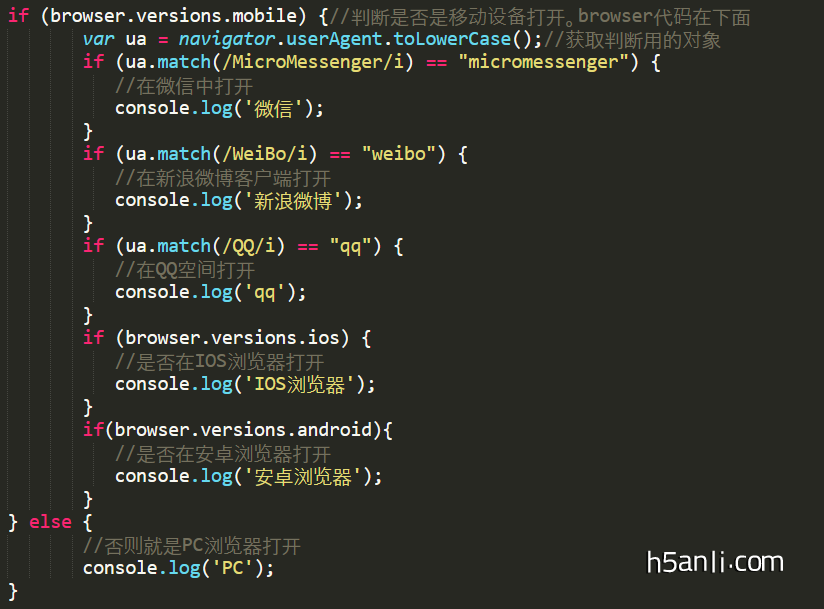 if (browser.versions.mobile) {//判断是否是移动设备打开。browser代码在下面
var ua = navigator.userAgent.toLowerCase();//获取判断用的对象
if (ua.match(/MicroMessenger/i) == "micromessenger") {
//在微信中打开
console.log('微信');
}
if (ua.match(/WeiBo/i) == "weibo") {
//在新浪微博客户端打开
console.log('新浪微博');
}
if (ua.match(/QQ/i) == "qq") {
//在QQ空间打开
console.log('qq');
}
if (browser.versions.ios) {
//是否在IOS浏览器打开
console.log('IOS浏览器');
}
if(browser.versions.android){
//是否在安卓浏览器打开
console.log('安卓浏览器');
}
} else {
//否则就是PC浏览器打开
console.log('PC');
}
h5anli.com